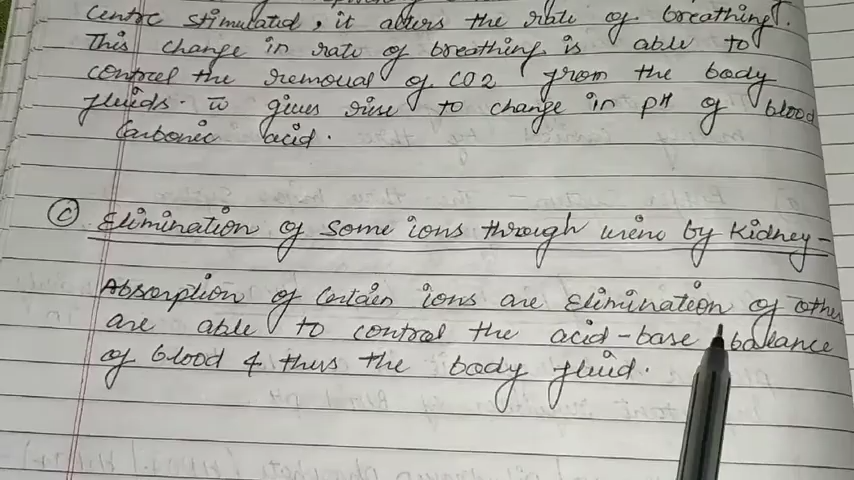 centre stimulated, it alters the rate of breathing.
This change in rate of breathing is able to
control the removal of CO2 from the body
fluids. It gives rise to change in pH of blood
Carbonic acid.
(C) Elimination of some ions through urine by Kidney -
Absorption of certain ions are Elimination of other
are able to control the acid-base balance
of blood & thus the body fluid.